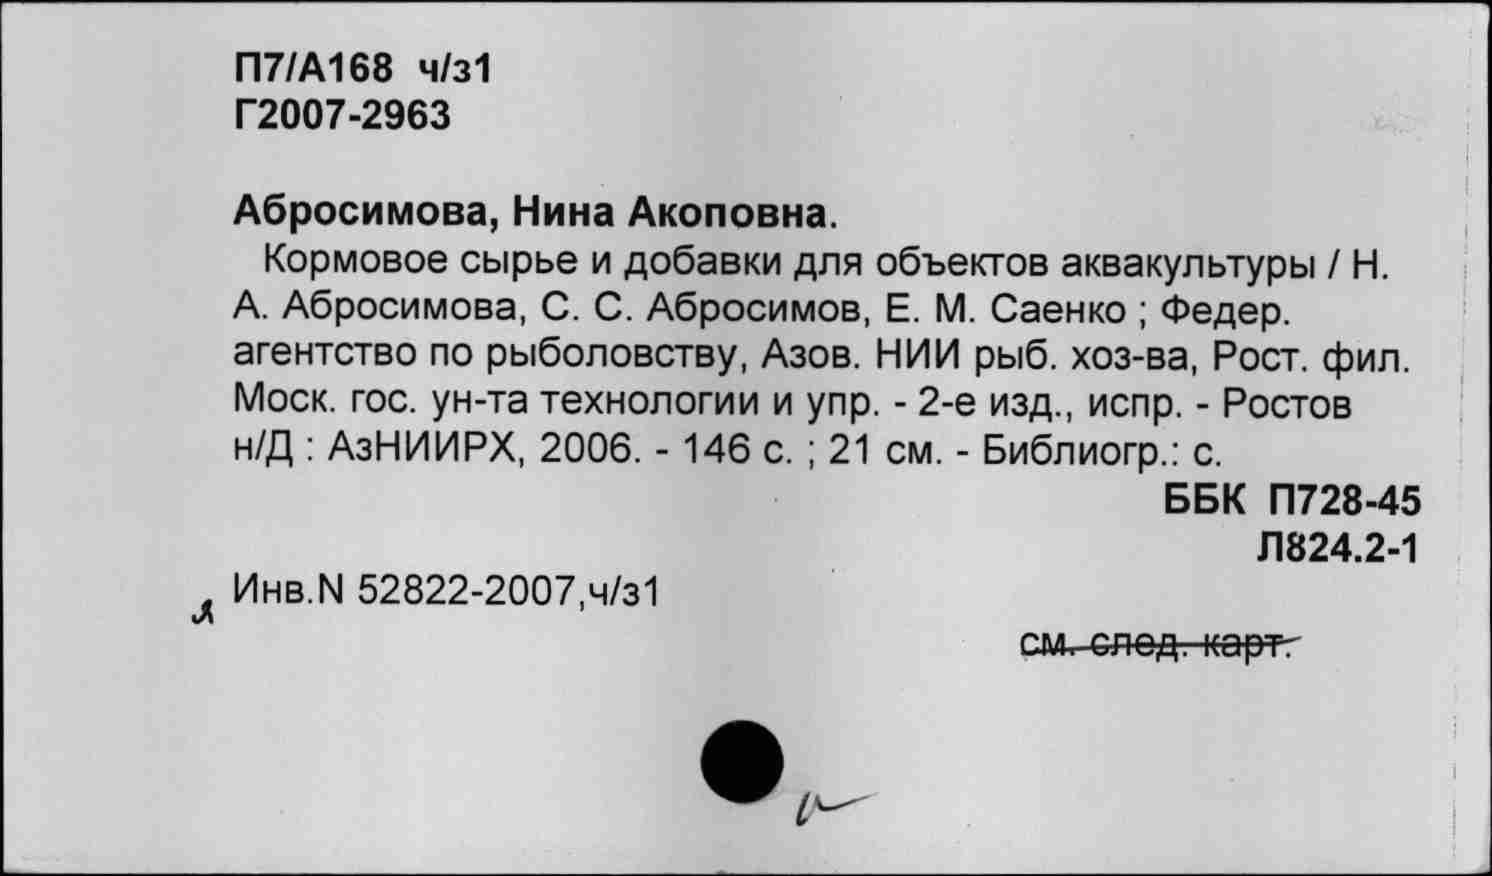 П7/А168 ч/з1
Г2007-2963
Абросимова, Нина Акоповна.
Кормовое сырье и добавки для объектов аквакультуры / Н.
А. Абросимова, С. С. Абросимов, Е. М. Саенко ; Федер.
агентство по рыболовству, Азов. НИИ рыб. хоз-ва, Рост. фил.
Моск. гос. ун-та технологии и упр. - 2-е изд., испр. - Ростов
н/Д : АзНИИРХ, 2006. - 146 с. ; 21 см. - Библиогр.: с.
ББК П728-45
Л824.2-1
Инв.N 52822-2007,ч/з1
см. след. карт.